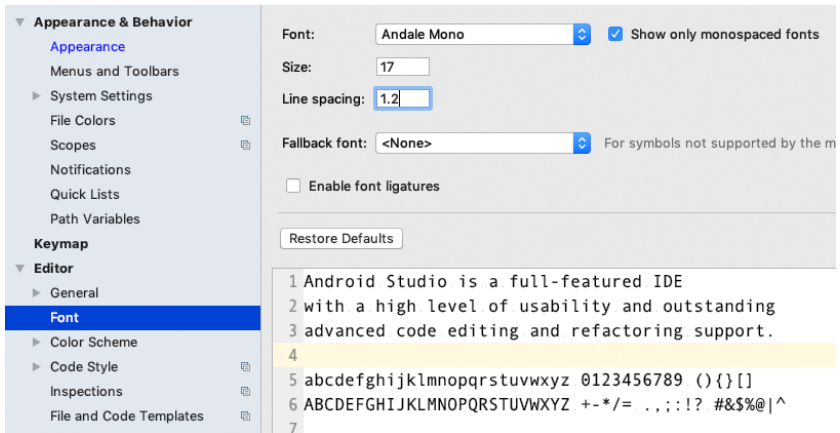 Appearance & Behavior
Appearance
Menus and Toolbars
System Settings
File Colors
Scopes
Notifications
Quick Lists
Path Variables
Keymap
Editor
General
Font
Color Scheme
Code Style
Inspections
File and Code Templates
Font: Andale Mono Show only monospaced fonts
Size: 17
Line spacing: 1.2
Fallback font: <None> For symbols not supported by the m
Enable font ligatures
Restore Defaults
1 Android Studio is a full-featured IDE
2 with a high level of usability and outstanding
3 advanced code editing and refactoring support.
4
5 abcdefghijklmnopqrstuvwxyz 0123456789 (){}[]
6 ABCDEFGHIJKLMNOPQRSTUVWXYZ +-*/= .,;:!? #&$%@|^
7